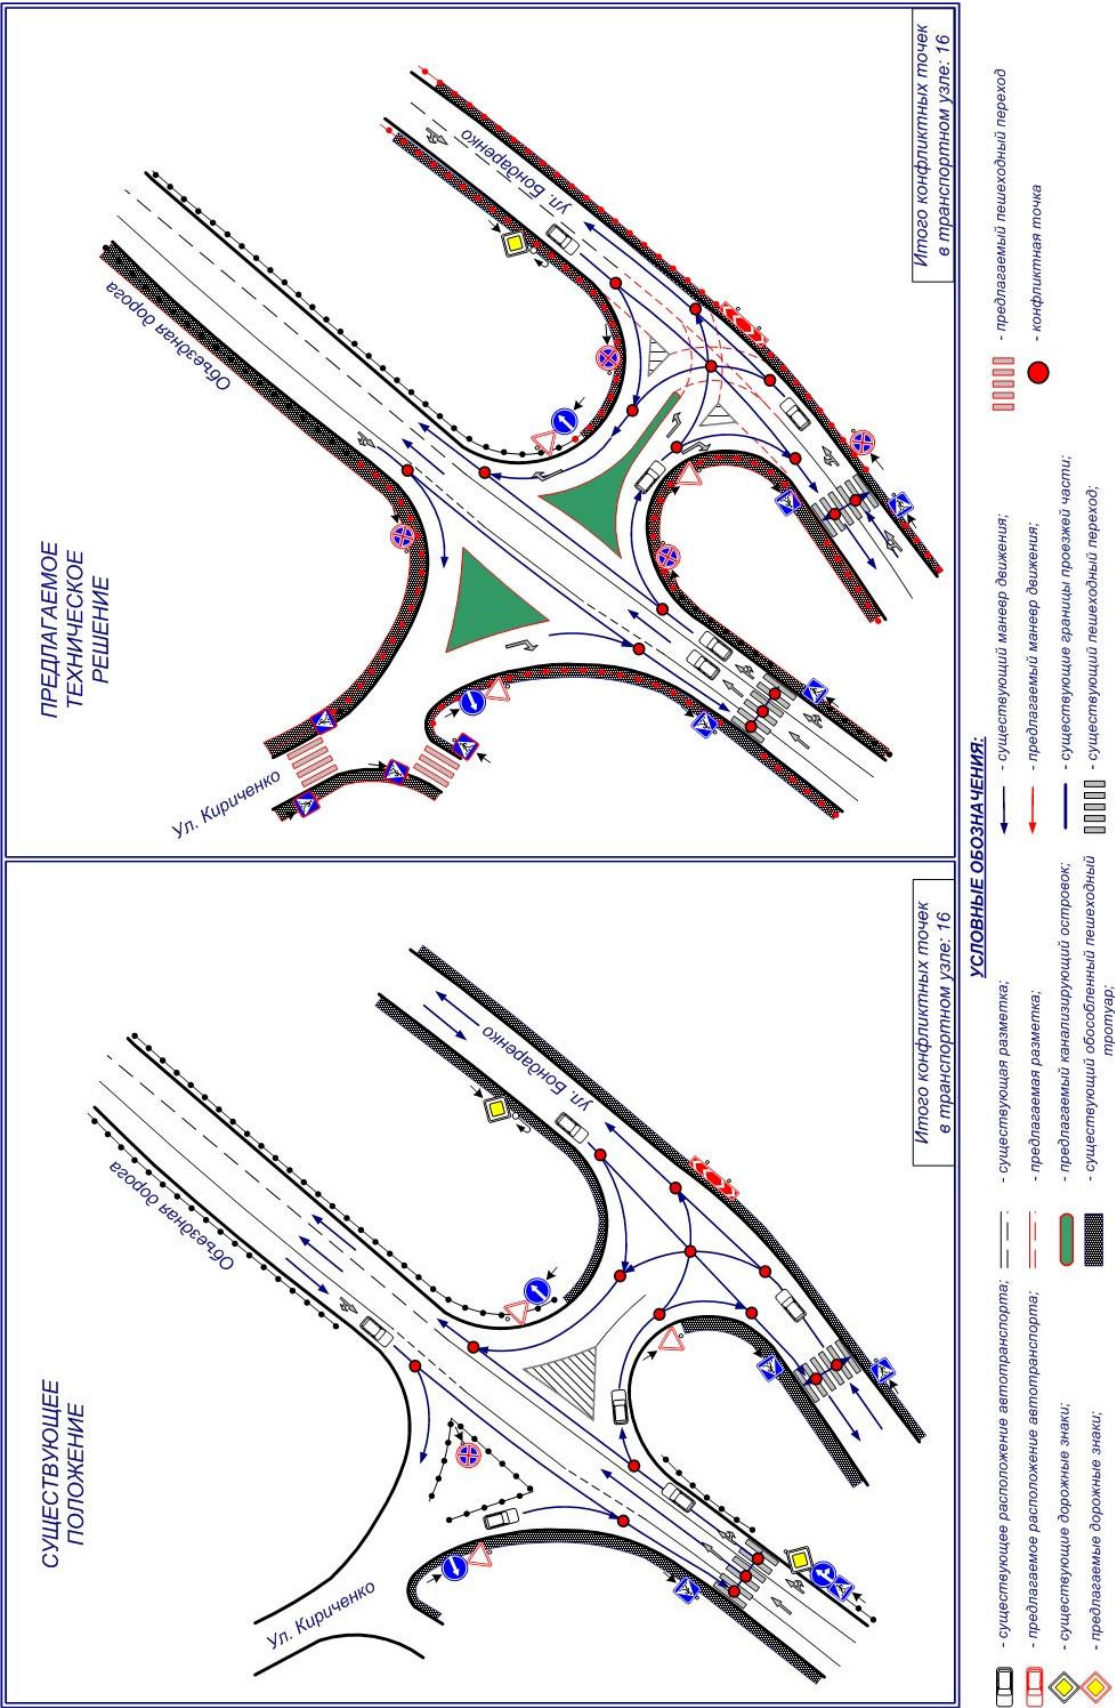 СУЩЕСТВУЮЩЕЕ
ПОЛОЖЕНИЕ
Объездная дорога
Ул. Кириченко
ул. Бондаренко
Итого конфликтных точек
в транспортном узле: 16
ПРЕДЛАГАЕМОЕ
ТЕХНИЧЕСКОЕ
РЕШЕНИЕ
Объездная дорога
Ул. Кириченко
ул. Бондаренко
Итого конфликтных точек
в транспортном узле: 16
УСЛОВНЫЕ ОБОЗНАЧЕНИЯ:
- существующее расположение автотранспорта;
- предлагаемое расположение автотранспорта;
- существующие дорожные знаки;
- предлагаемые дорожные знаки;
- существующая разметка;
- предлагаемая разметка;
- предлагаемый канализирующий островок;
- существующий обособленный пешеходный
тротуар;
- существующий маневр движения;
- предлагаемый маневр движения;
- существующие границы проезжей части;
- существующий пешеходный переход;
- предлагаемый пешеходный переход
- конфликтная точка